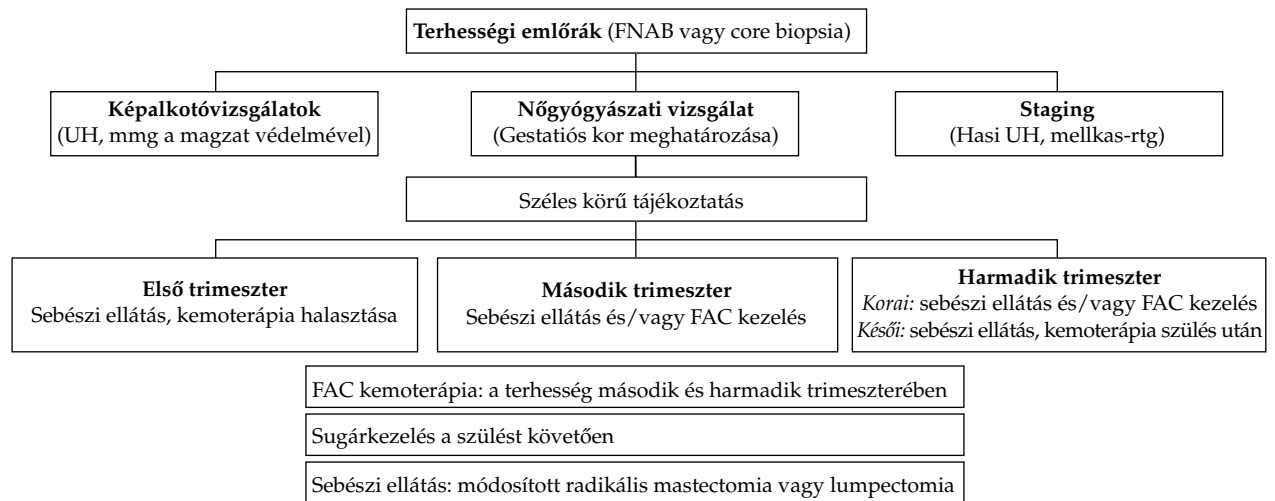 Terhességi emlőrák (FNAB vagy core biopsia)
Képalkotóvizsgálatok
(UH, mmg a magzat védelmével)
Nőgyógyászati vizsgálat
(Gestatiós kor meghatározása)
Staging
(Hasi UH, mellkas-rtg)
Széles körű tájékoztatás
Első trimeszter
Sebészi ellátás, kemoterápia halasztása
Második trimeszter
Sebészi ellátás és/vagy FAC kezelés
Harmadik trimeszter
Korai: sebészi ellátás és/vagy FAC kezelés
Késői: sebészi ellátás, kemoterápia szülés után
FAC kemoterápia: a terhesség második és harmadik trimeszterében
Sugárkezelés a szülést követően
Sebészi ellátás: módosított radikális mastectomia vagy lumpectomia